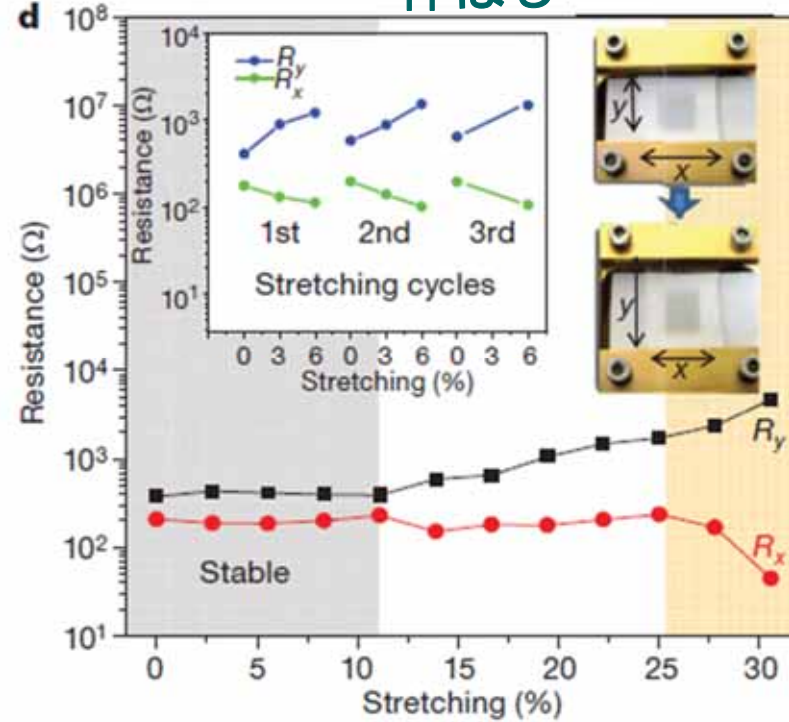 d
Resistance (Ω)
10⁸
10⁷
10⁶
10⁵
10⁴
10³
10²
10¹
0 5 10 15 20 25 30
Stretching (%)
Stable
R_y
R_x
Resistance (Ω)
10⁴
10³
10²
10¹
R_y
R_x
1st 2nd 3rd
Stretching cycles
0 3 6 0 3 6 0 3 6
Stretching (%)
y
x
y
x